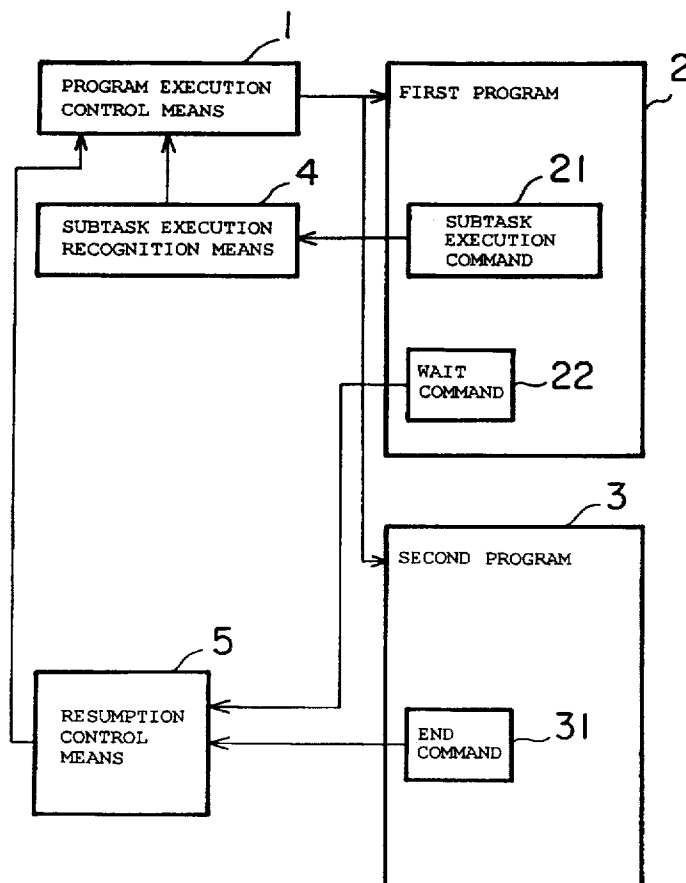 1
PROGRAM EXECUTION
CONTROL MEANS
2
FIRST PROGRAM
4
SUBTASK EXECUTION
RECOGNITION MEANS
21
SUBTASK
EXECUTION
COMMAND
WAIT
COMMAND
22
3
SECOND PROGRAM
5
RESUMPTION
CONTROL
MEANS
END
COMMAND
31